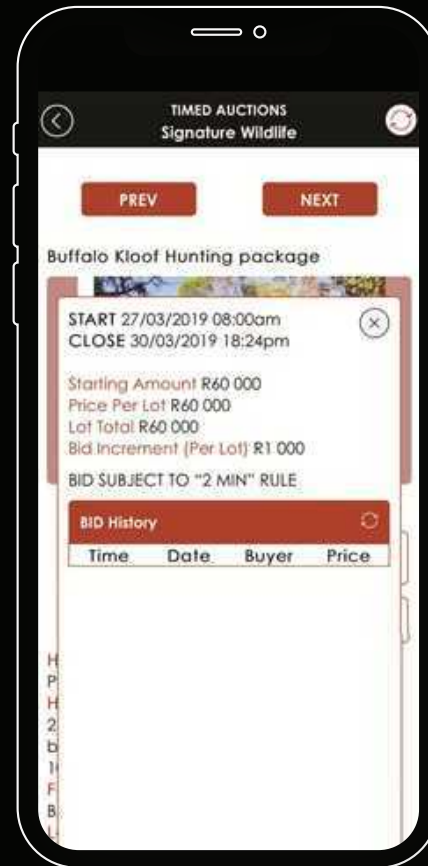 TIMED AUCTIONS
Signature Wildlife
PREV
NEXT
Buffalo Kloof Hunting package
START 27/03/2019 08:00am
CLOSE 30/03/2019 18:24pm
Starting Amount R60 000
Price Per Lot R60 000
Lot Total R60 000
Bid Increment (Per Lot) R1 000
BID SUBJECT TO “2 MIN” RULE
BID History
Time Date Buyer Price
H
P
H
2
b
F
B
L